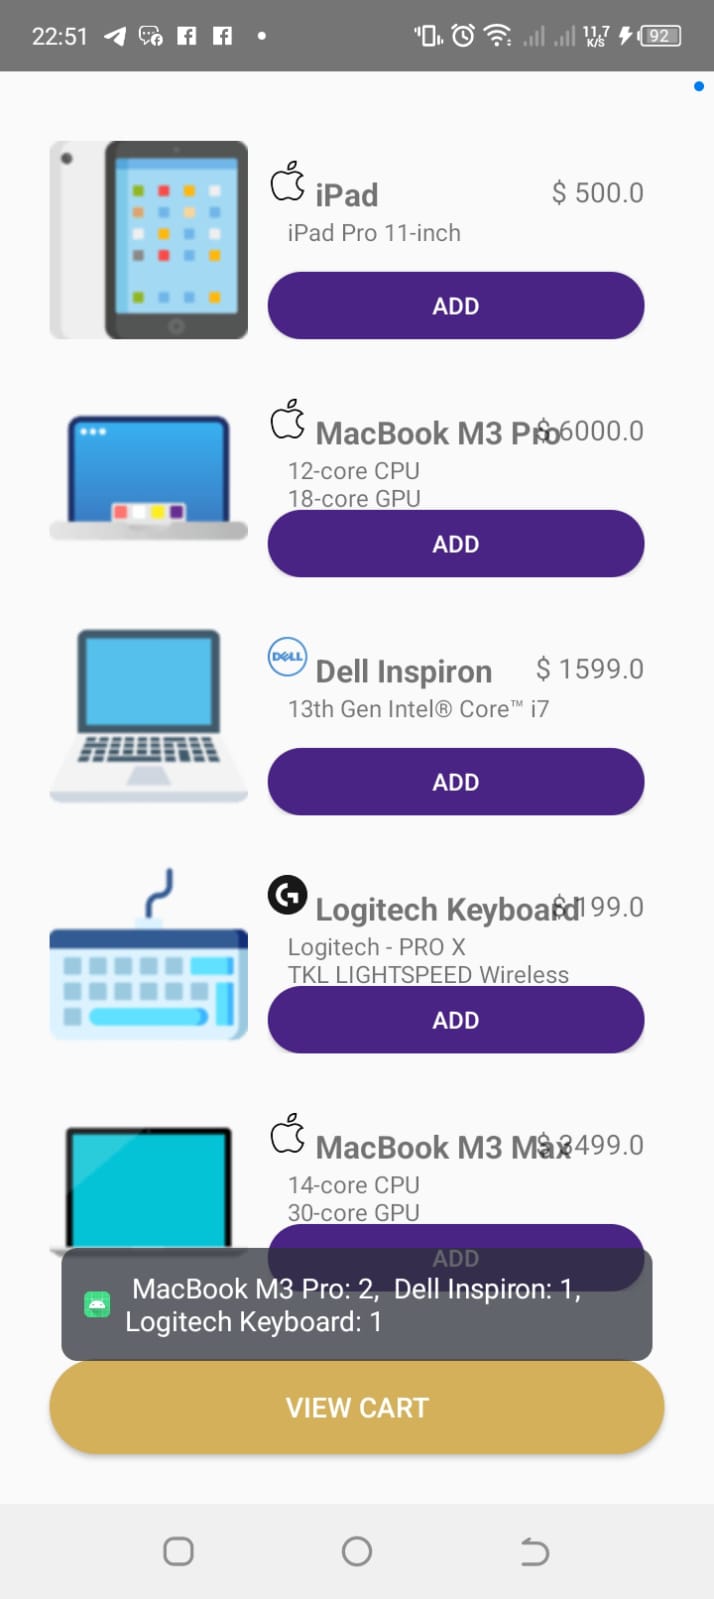 22:51 11,7 K/S 92
iPad $ 500.0
iPad Pro 11-inch
ADD
MacBook M3 Pro $ 6000.0
12-core CPU
18-core GPU
ADD
DELL Dell Inspiron $ 1599.0
13th Gen Intel® Core™ i7
ADD
Logitech Keyboard $ 199.0
Logitech - PRO X
TKL LIGHTSPEED Wireless
ADD
MacBook M3 Max $ 3499.0
14-core CPU
30-core GPU
ADD
MacBook M3 Pro: 2,  Dell Inspiron: 1,
Logitech Keyboard: 1
VIEW CART